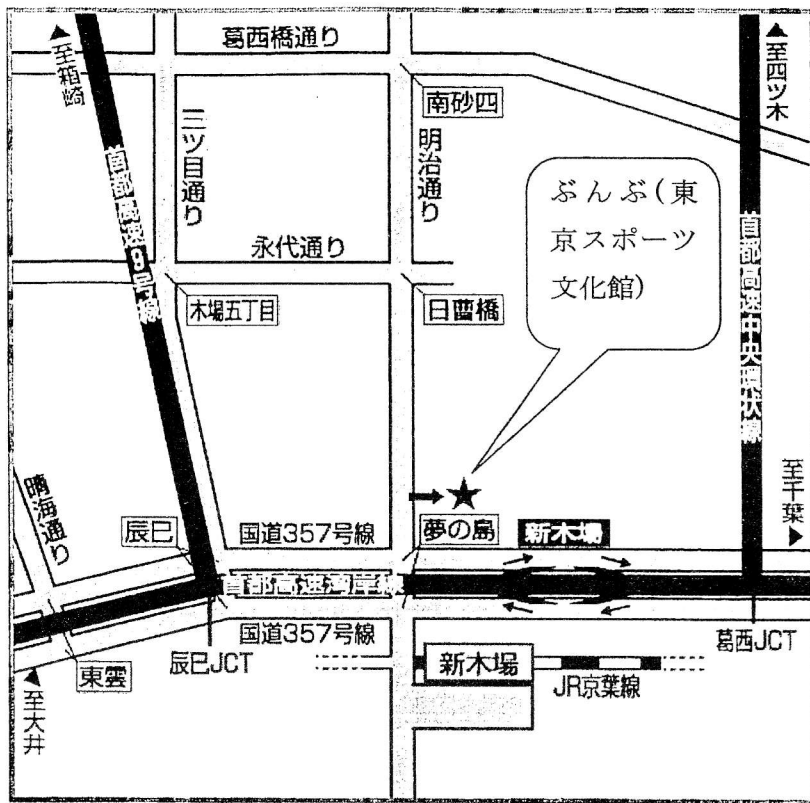 葛西橋通り
至箱崎
至四ツ木
南砂四
三ツ目通り
明治通り
首都高速9号線
ぶんぶ(東
京スポーツ
文化館)
永代通り
木場五丁目
日曹橋
首都高速中央環状線
至千葉
晴海通り
辰巳
国道357号線
夢の島
新木場
首都高速湾岸線
国道357号線
辰巳JCT
葛西JCT
東雲
新木場
JR京葉線
至大井